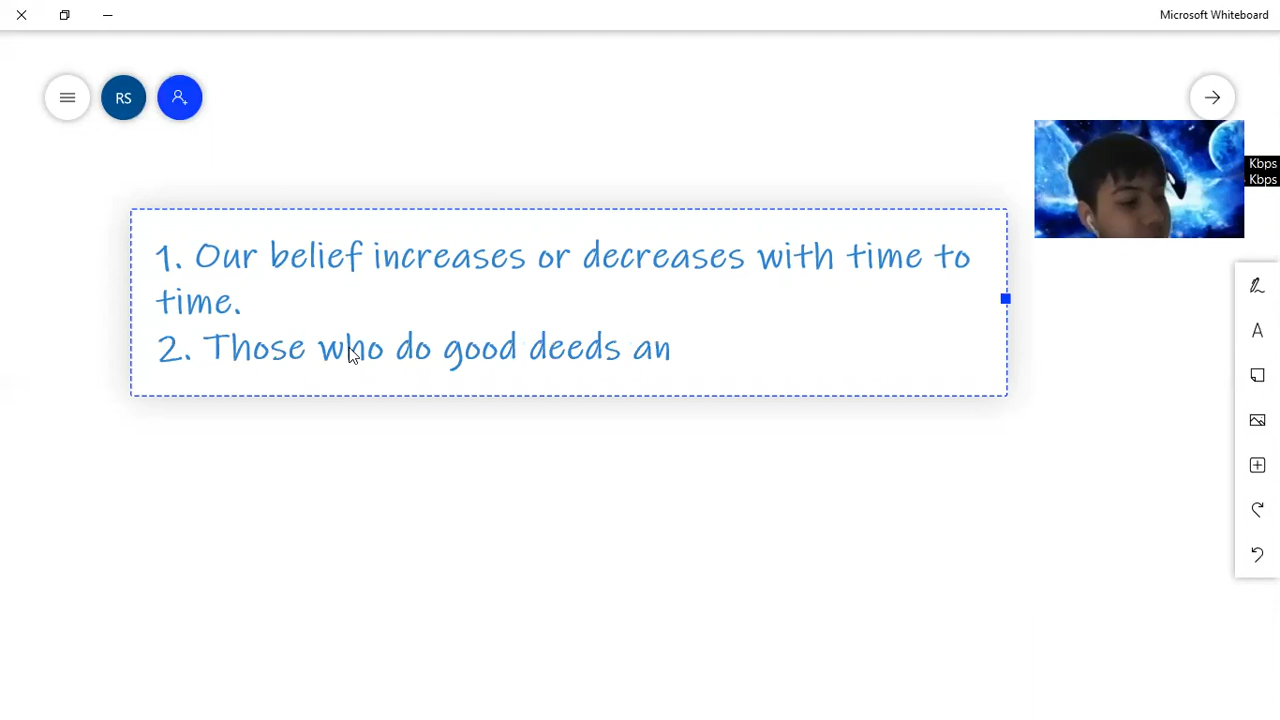 Microsoft Whiteboard
RS
Kbps
Kbps
1. Our belief increases or decreases with time to
time.
2. Those who do good deeds an
A